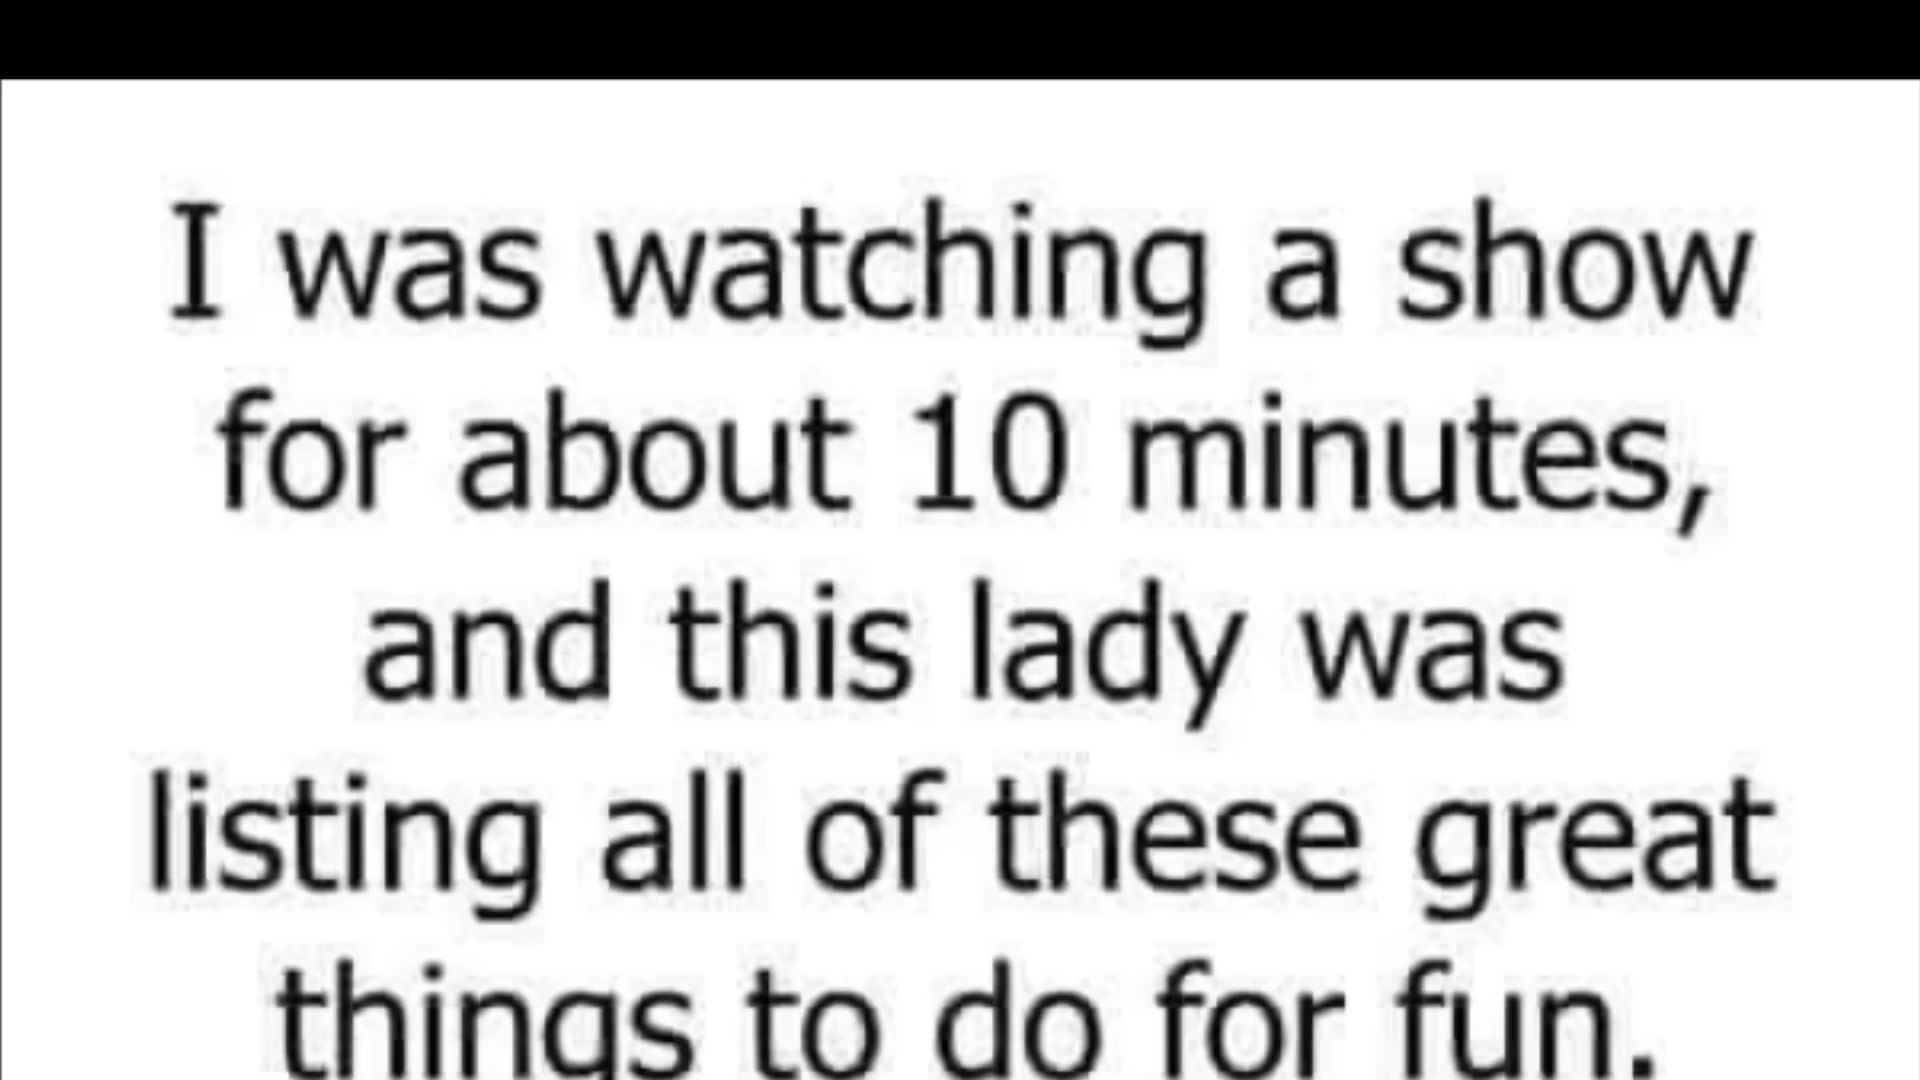 I was watching a show
for about 10 minutes,
and this lady was
listing all of these great
things to do for fun.